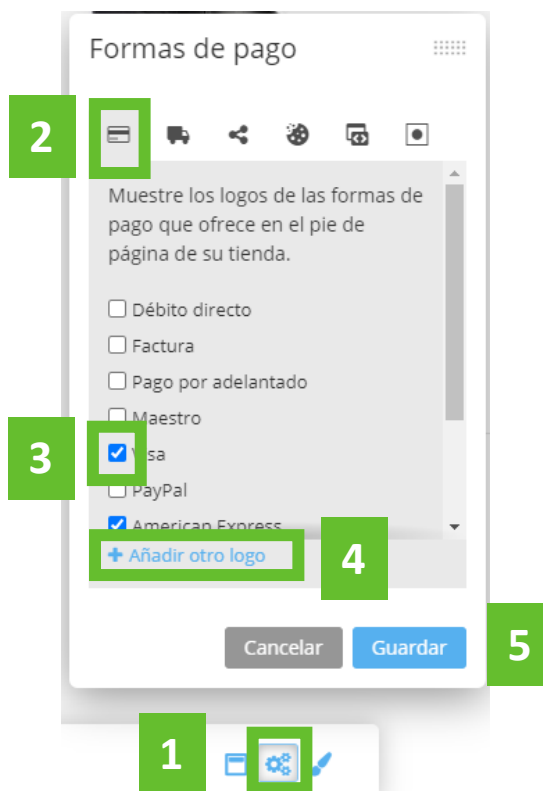 Formas de pago
2
Muestre los logos de las formas de
pago que ofrece en el pie de
página de su tienda.
Débito directo
Factura
Pago por adelantado
Maestro
3
Visa
PayPal
American Express
+ Añadir otro logo
4
Cancelar
Guardar
5
1